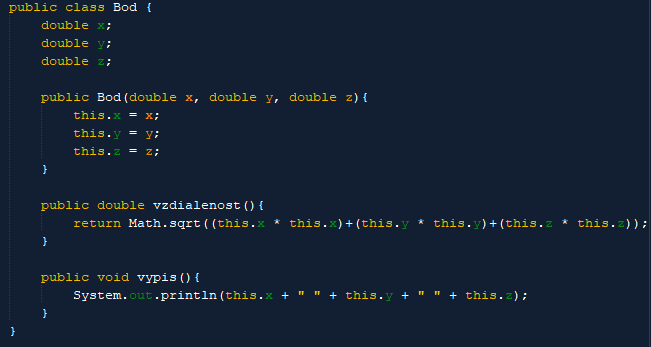 public class Bod {
    double x;
    double y;
    double z;

    public Bod(double x, double y, double z){
        this.x = x;
        this.y = y;
        this.z = z;
    }

    public double vzdialenost(){
        return Math.sqrt((this.x * this.x)+(this.y * this.y)+(this.z * this.z));
    }

    public void vypis(){
        System.out.println(this.x + " " + this.y + " " + this.z);
    }
}